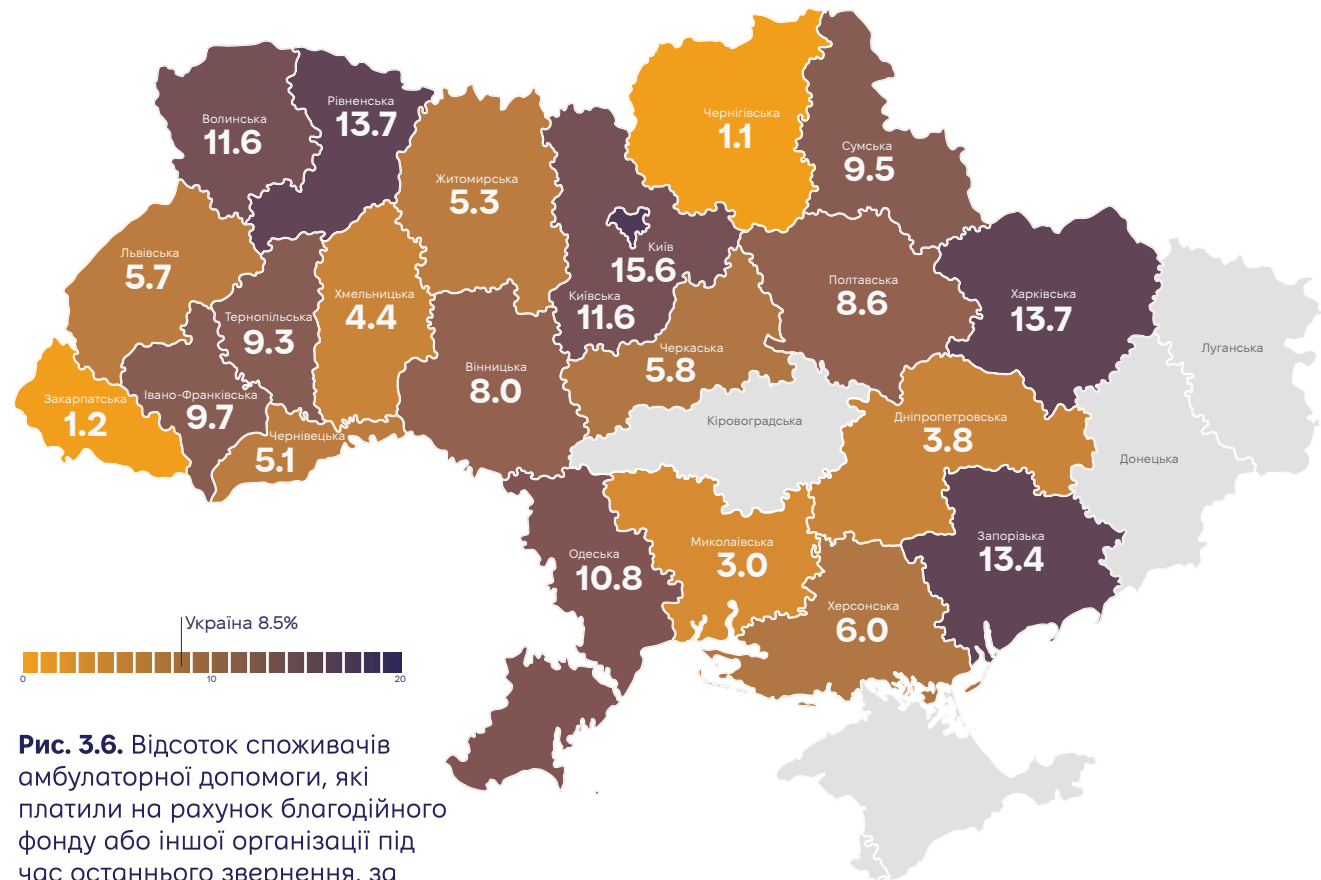 Волинська
11.6
Рівненська
13.7
Житомирська
5.3
Чернігівська
1.1
Сумська
9.5
Київ
15.6
Київська
11.6
Львівська
5.7
Тернопільська
9.3
Хмельницька
4.4
Вінницька
8.0
Черкаська
5.8
Полтавська
8.6
Харківська
13.7
Луганська
Закарпатська
1.2
Івано-Франківська
9.7
Чернівецька
5.1
Кіровоградська
Дніпропетровська
3.8
Донецька
Одеська
10.8
Миколаївська
3.0
Запорізька
13.4
Херсонська
6.0
Україна 8.5%
0 10 20
Рис. 3.6. Відсоток споживачів
амбулаторної допомоги, які
платили на рахунок благодійного
фонду або іншої організації під
час останнього звернення, за